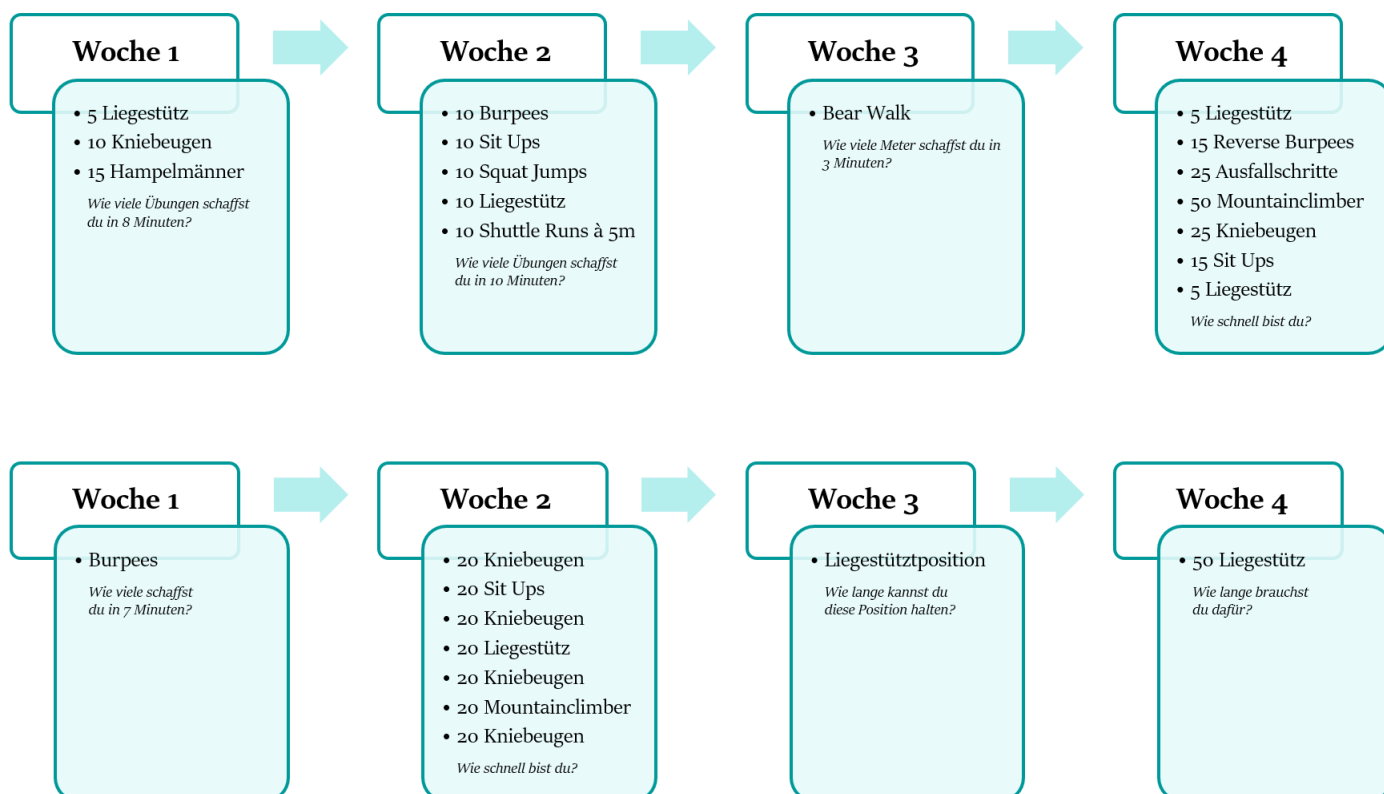 Woche 1
• 5 Liegestütz
• 10 Kniebeugen
• 15 Hampelmänner
Wie viele Übungen schaffst
du in 8 Minuten?
Woche 2
• 10 Burpees
• 10 Sit Ups
• 10 Squat Jumps
• 10 Liegestütz
• 10 Shuttle Runs à 5m
Wie viele Übungen schaffst
du in 10 Minuten?
Woche 3
• Bear Walk
Wie viele Meter schaffst du in
3 Minuten?
Woche 4
• 5 Liegestütz
• 15 Reverse Burpees
• 25 Ausfallschritte
• 50 Mountainclimber
• 25 Kniebeugen
• 15 Sit Ups
• 5 Liegestütz
Wie schnell bist du?
Woche 1
• Burpees
Wie viele schaffst
du in 7 Minuten?
Woche 2
• 20 Kniebeugen
• 20 Sit Ups
• 20 Kniebeugen
• 20 Liegestütz
• 20 Kniebeugen
• 20 Mountainclimber
• 20 Kniebeugen
Wie schnell bist du?
Woche 3
• Liegestütztposition
Wie lange kannst du
diese Position halten?
Woche 4
• 50 Liegestütz
Wie lange brauchst
du dafür?